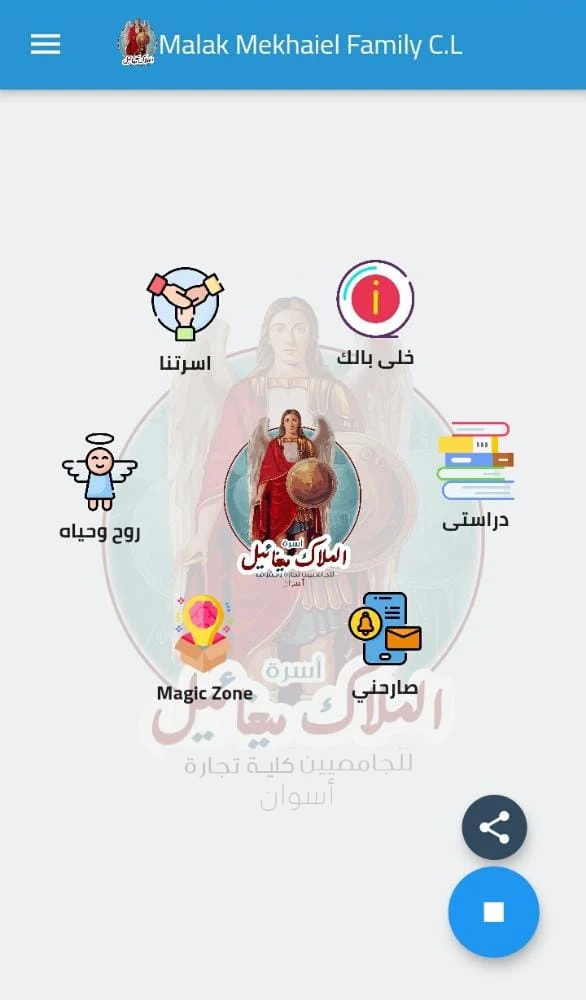 Malak Mekhaiel Family C.L
اسرتنا
خلى بالك
روح وحياه
دراستى
أسرة
الملاك ميخائيل
أسوان
Magic Zone
صارحني
أسرة
الملاك ميخائيل
للجامعيين كلية تجارة
أسوان